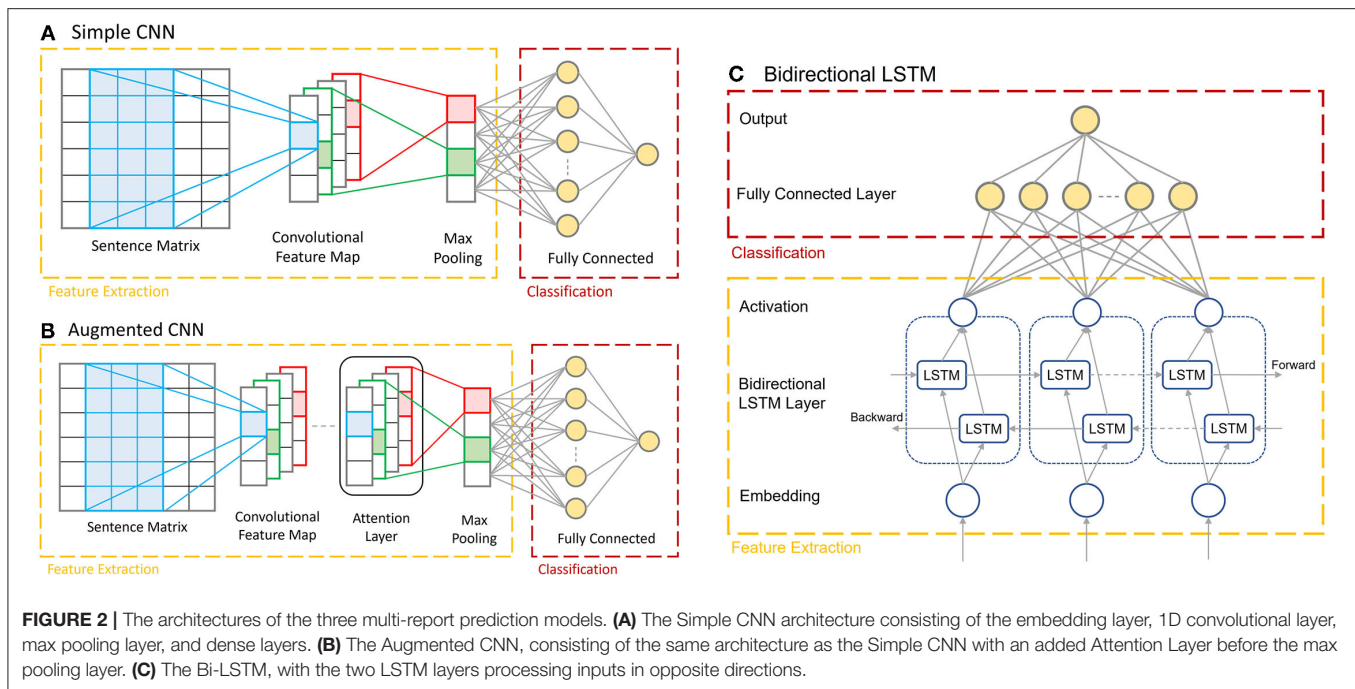 A Simple CNN
Sentence Matrix
Convolutional
Feature Map
Max
Pooling
Fully Connected
Feature Extraction
Classification
B Augmented CNN
Sentence Matrix
Convolutional
Feature Map
Attention
Layer
Max
Pooling
Fully Connected
Feature Extraction
Classification
C Bidirectional LSTM
Output
Fully Connected Layer
Classification
Activation
LSTM
LSTM
LSTM
Forward
Bidirectional
LSTM Layer
Backward
LSTM
LSTM
LSTM
Embedding
Feature Extraction
FIGURE 2 | The architectures of the three multi-report prediction models. (A) The Simple CNN architecture consisting of the embedding layer, 1D convolutional layer,
max pooling layer, and dense layers. (B) The Augmented CNN, consisting of the same architecture as the Simple CNN with an added Attention Layer before the max
pooling layer. (C) The Bi-LSTM, with the two LSTM layers processing inputs in opposite directions.